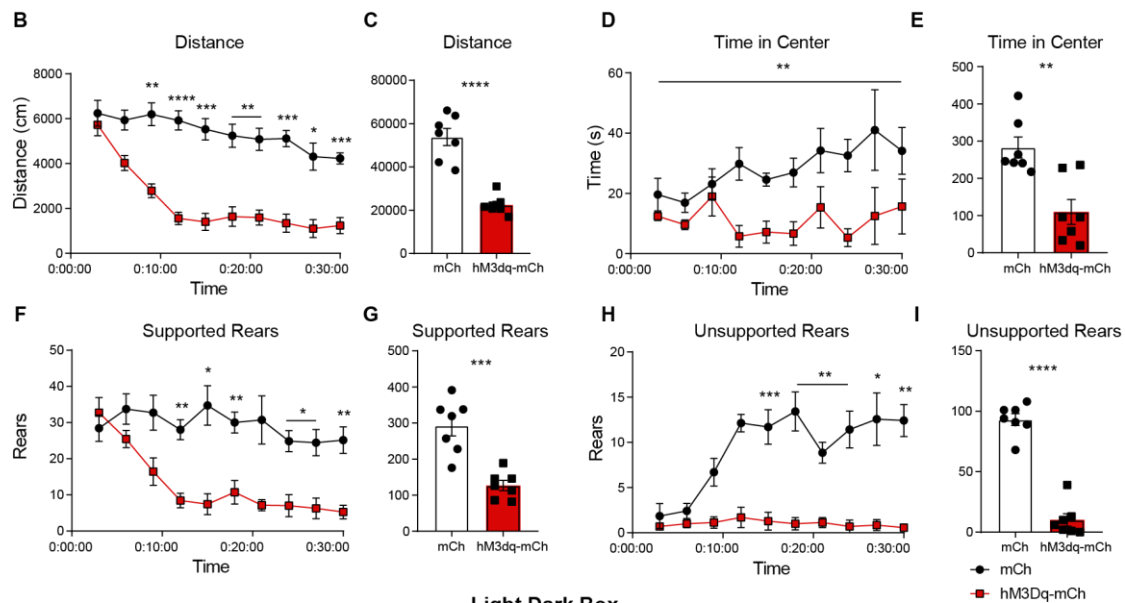 B
Distance
Distance (cm)
8000
6000
4000
2000
0
** **** *** ** *** * ***
0:00:00 0:10:00 0:20:00 0:30:00
Time
C
Distance
80000
60000
40000
20000
0
****
mCh hM3dq-mCh
D
Time in Center
Time (s)
60
40
20
0
**
0:00:00 0:10:00 0:20:00 0:30:00
Time
E
Time in Center
500
400
300
200
100
0
**
mCh hM3dq-mCh
F
Supported Rears
Rears
50
40
30
20
10
0
** * ** * **
0:00:00 0:10:00 0:20:00 0:30:00
Time
G
Supported Rears
500
400
300
200
100
0
***
mCh hM3dq-mCh
H
Unsupported Rears
Rears
20
15
10
5
0
*** ** * **
0:00:00 0:10:00 0:20:00 0:30:00
Time
I
Unsupported Rears
150
100
50
0
****
mCh hM3dq-mCh
mCh
hM3Dq-mCh
Light Dark Box